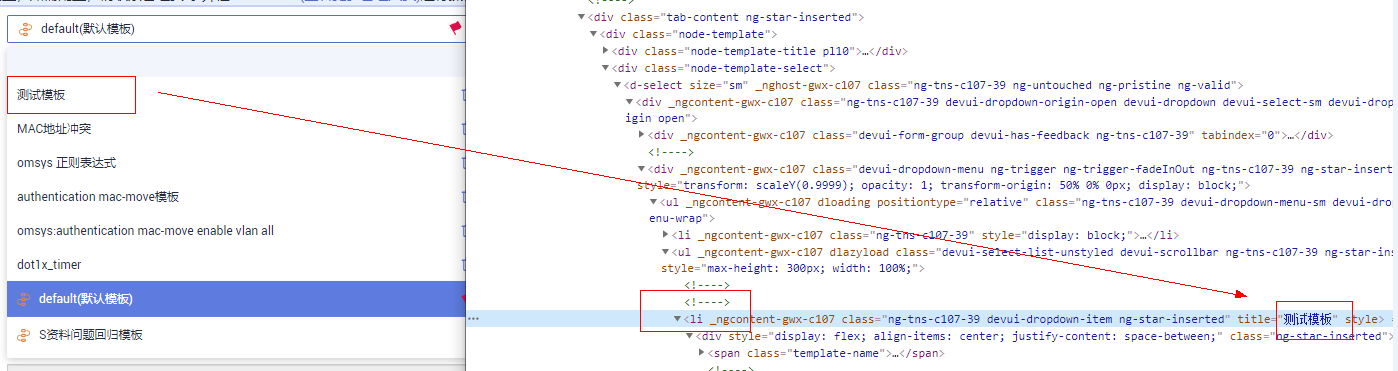 default(默认模板)
测试模板
MAC地址冲突
omsys 正则表达式
authentication mac-move模板
omsys:authentication mac-move enable vlan all
dot1x_timer
default(默认模板)
S资料问题回归模板
<!---->
▼<div class="tab-content ng-star-inserted">
▼<div class="node-template">
▶<div class="node-template-title pl10">…</div>
▼<div class="node-template-select">
▼<d-select size="sm" _nghost-gwx-c107 class="ng-tns-c107-39 ng-untouched ng-pristine ng-valid">
▼<div _ngcontent-gwx-c107 class="ng-tns-c107-39 devui-dropdown-origin-open devui-dropdown devui-select-sm devui-drop
igin open">
▶<div _ngcontent-gwx-c107 class="devui-form-group devui-has-feedback ng-tns-c107-39" tabindex="0">…</div>
<!---->
▼<div _ngcontent-gwx-c107 class="devui-dropdown-menu ng-trigger ng-trigger-fadeInOut ng-tns-c107-39 ng-star-insert
style="transform: scaleY(0.9999); opacity: 1; transform-origin: 50% 0% 0px; display: block;">
▼<ul _ngcontent-gwx-c107 dloading positiontype="relative" class="ng-tns-c107-39 devui-dropdown-menu-sm devui-dro
enu-wrap">
▶<li _ngcontent-gwx-c107 class="ng-tns-c107-39" style="display: block;">…</li>
▼<ul _ngcontent-gwx-c107 dlazyload class="devui-select-list-unstyled devui-scrollbar ng-tns-c107-39 ng-star-ins
style="max-height: 300px; width: 100%;">
<!---->
<!---->
… ▼<li _ngcontent-gwx-c107 class="ng-tns-c107-39 devui-dropdown-item ng-star-inserted" title="测试模板" style>
▼<div style="display: flex; align-items: center; justify-content: space-between;" class="ng-star-inserted">
▶<span class="template-name">…</span>
<!---->